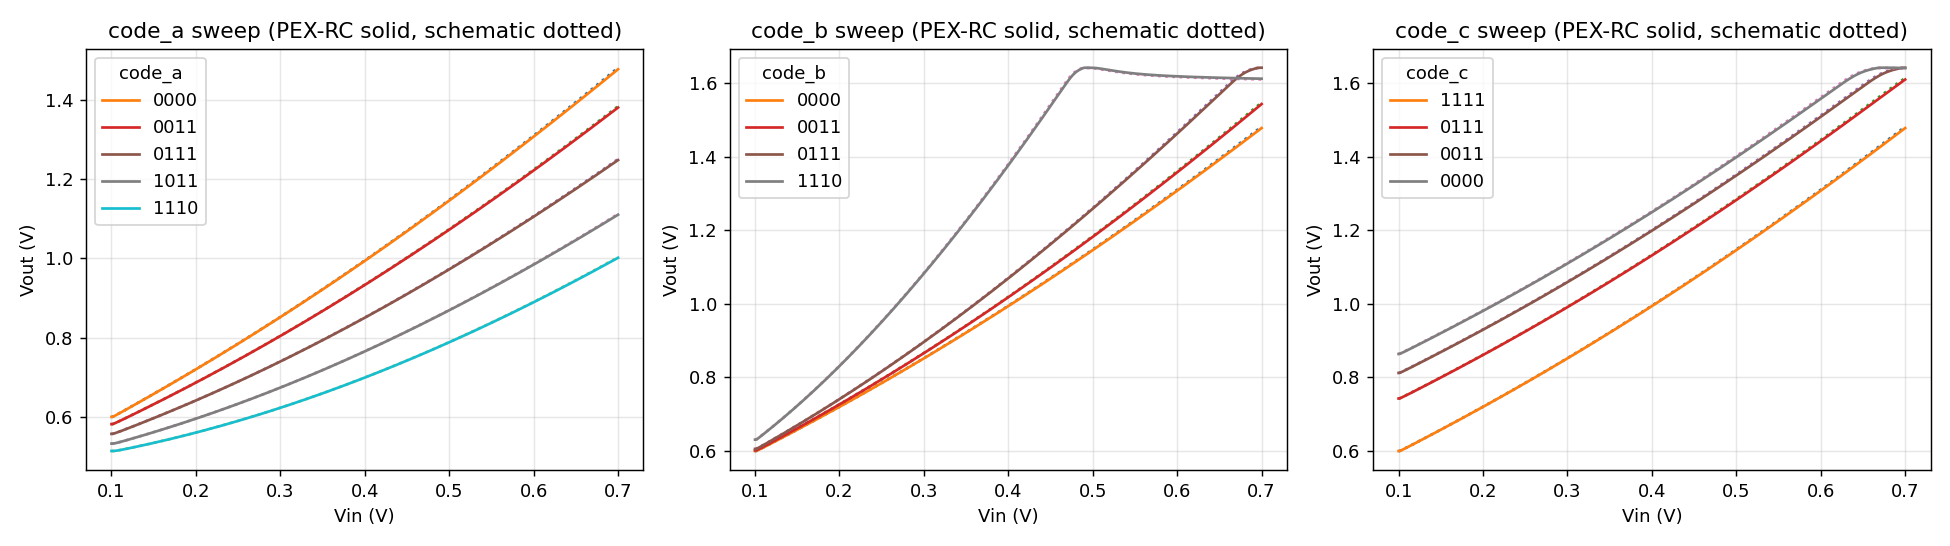 code_a sweep (PEX-RC solid, schematic dotted)
code_a
0000
0011
0111
1011
1110
1.4
1.2
1.0
0.8
0.6
Vout (V)
0.1 0.2 0.3 0.4 0.5 0.6 0.7
Vin (V)
code_b sweep (PEX-RC solid, schematic dotted)
code_b
0000
0011
0111
1110
1.6
1.4
1.2
1.0
0.8
0.6
Vout (V)
0.1 0.2 0.3 0.4 0.5 0.6 0.7
Vin (V)
code_c sweep (PEX-RC solid, schematic dotted)
code_c
1111
0111
0011
0000
1.6
1.4
1.2
1.0
0.8
0.6
Vout (V)
0.1 0.2 0.3 0.4 0.5 0.6 0.7
Vin (V)